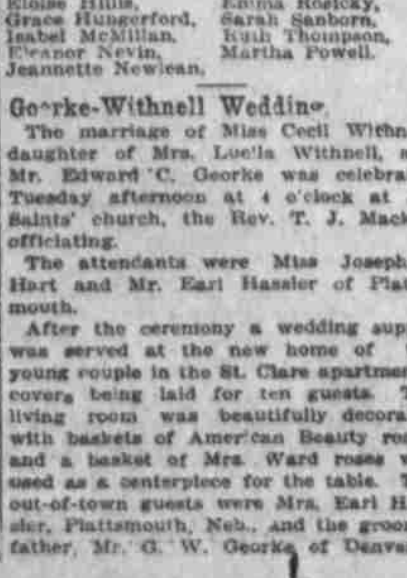 Eloise Hillis, Emma Rosicky,
Grace Hungerford, Sarah Sanborn,
Isabel McMillan, Ruth Thompson,
Eleanor Nevin, Martha Powell.
Jeannette Newlean,
Georke-Withnell Wedding.
The marriage of Miss Cecil Withn
daughter of Mrs. Luella Withnell, a
Mr. Edward C. Georke was celebra
Tuesday afternoon at 4 o'clock at
Saints' church, the Rev. T. J. Mack
officiating.
The attendants were Miss Joseph
Hart and Mr. Earl Hassler of Plat
mouth.
After the ceremony a wedding sup
was served at the new home of
young couple in the St. Clare apartmen
covers being laid for ten guests. T
living room was beautifully decora
with baskets of American Beauty ros
and a basket of Mrs. Ward roses w
used as a centerpiece for the table. T
out-of-town guests were Mrs. Earl H
sler, Plattsmouth, Neb., and the groom
father, Mr. G. W. Georke of Denve